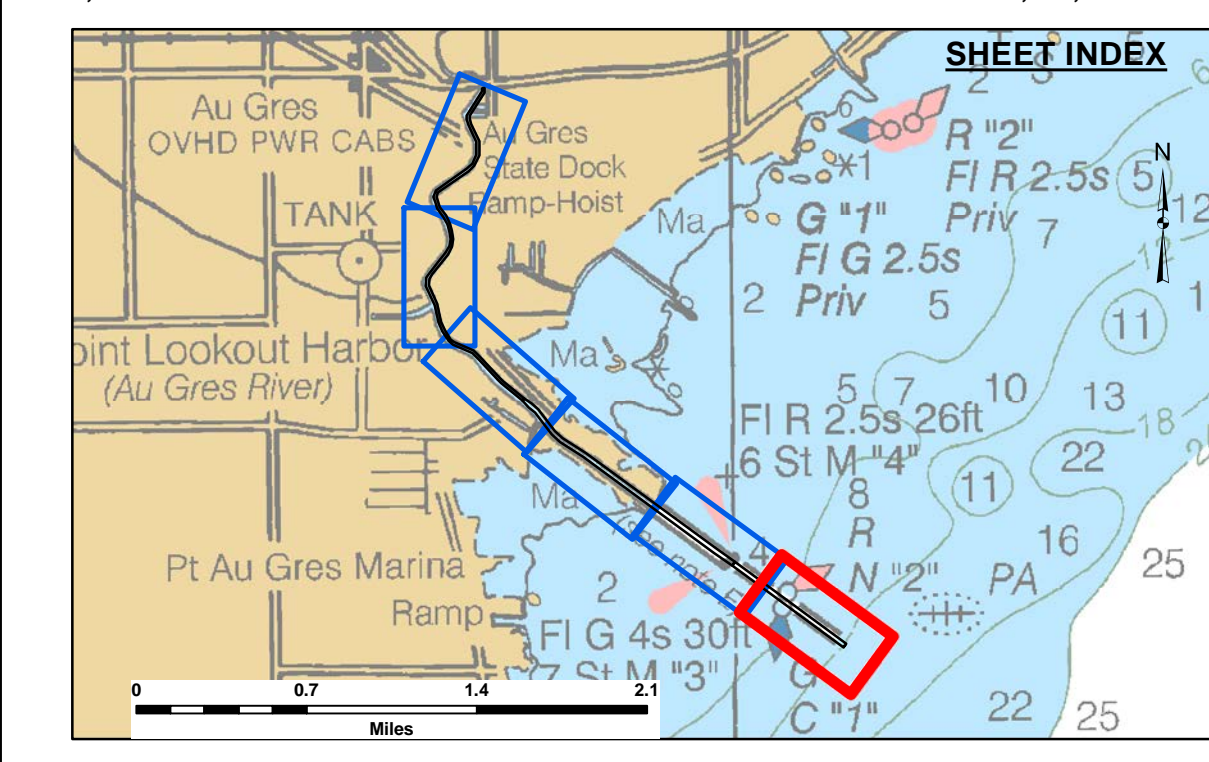 SHEET INDEX
2 S
6
Au Gres
OVHD PWR CABS
Au Gres
State Dock
Ramp-Hoist
TANK
Ma
6
*1
R "2"
Fl R 2.5s
Priv
5
12
N
G "1"
Fl G 2.5s
Priv
7
12
2
5
1
11
oint Lookout Harbor
(Au Gres River)
Ma
5
7
10
13
18
Fl R 2.5s 26ft
6 St M "4"
22
11
8
R
Ma
16
25
4
N "2"
PA
Pt Au Gres Marina
Ramp
2
Fl G 4s 30ft
7 St M "3"
G
C "1"
22
25
0 0.7 1.4 2.1
Miles